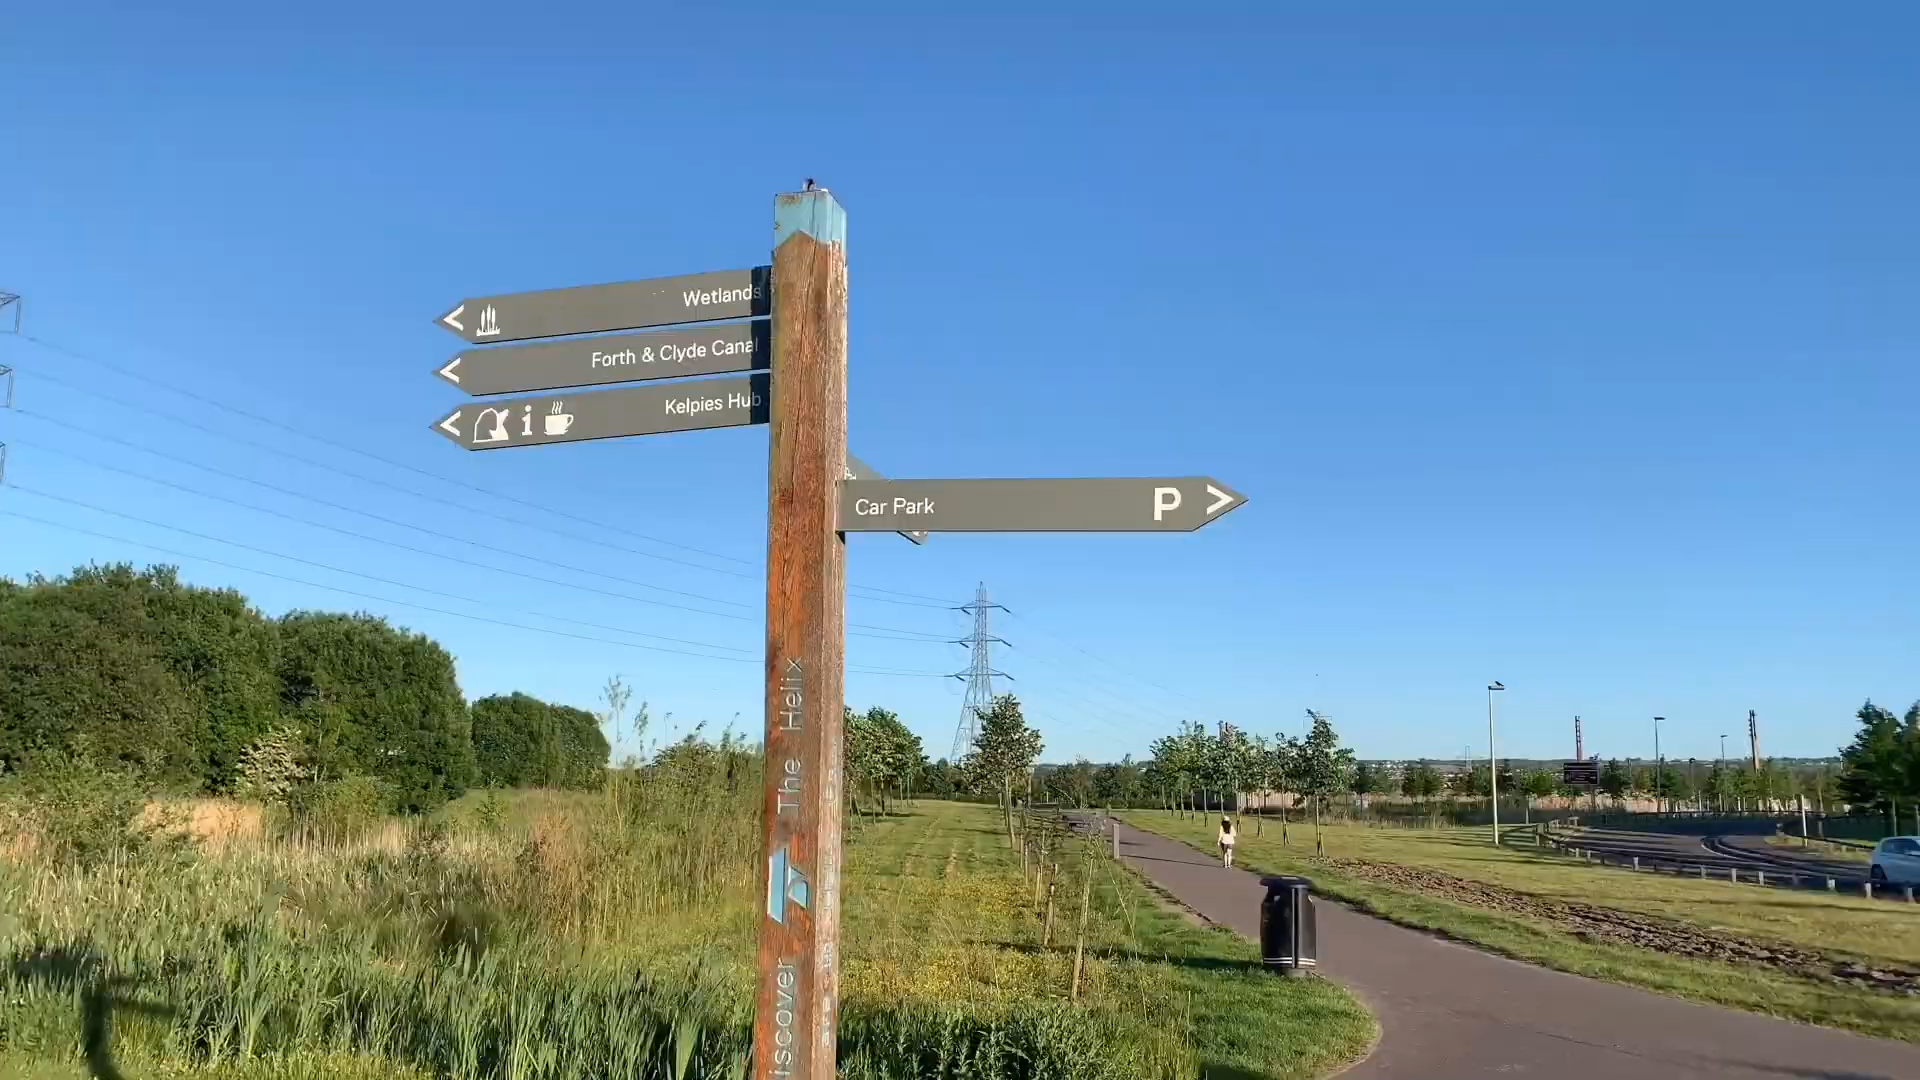 Wetlands
Forth & Clyde Canal
Kelpies Hub
Car Park P
iscover The Helix